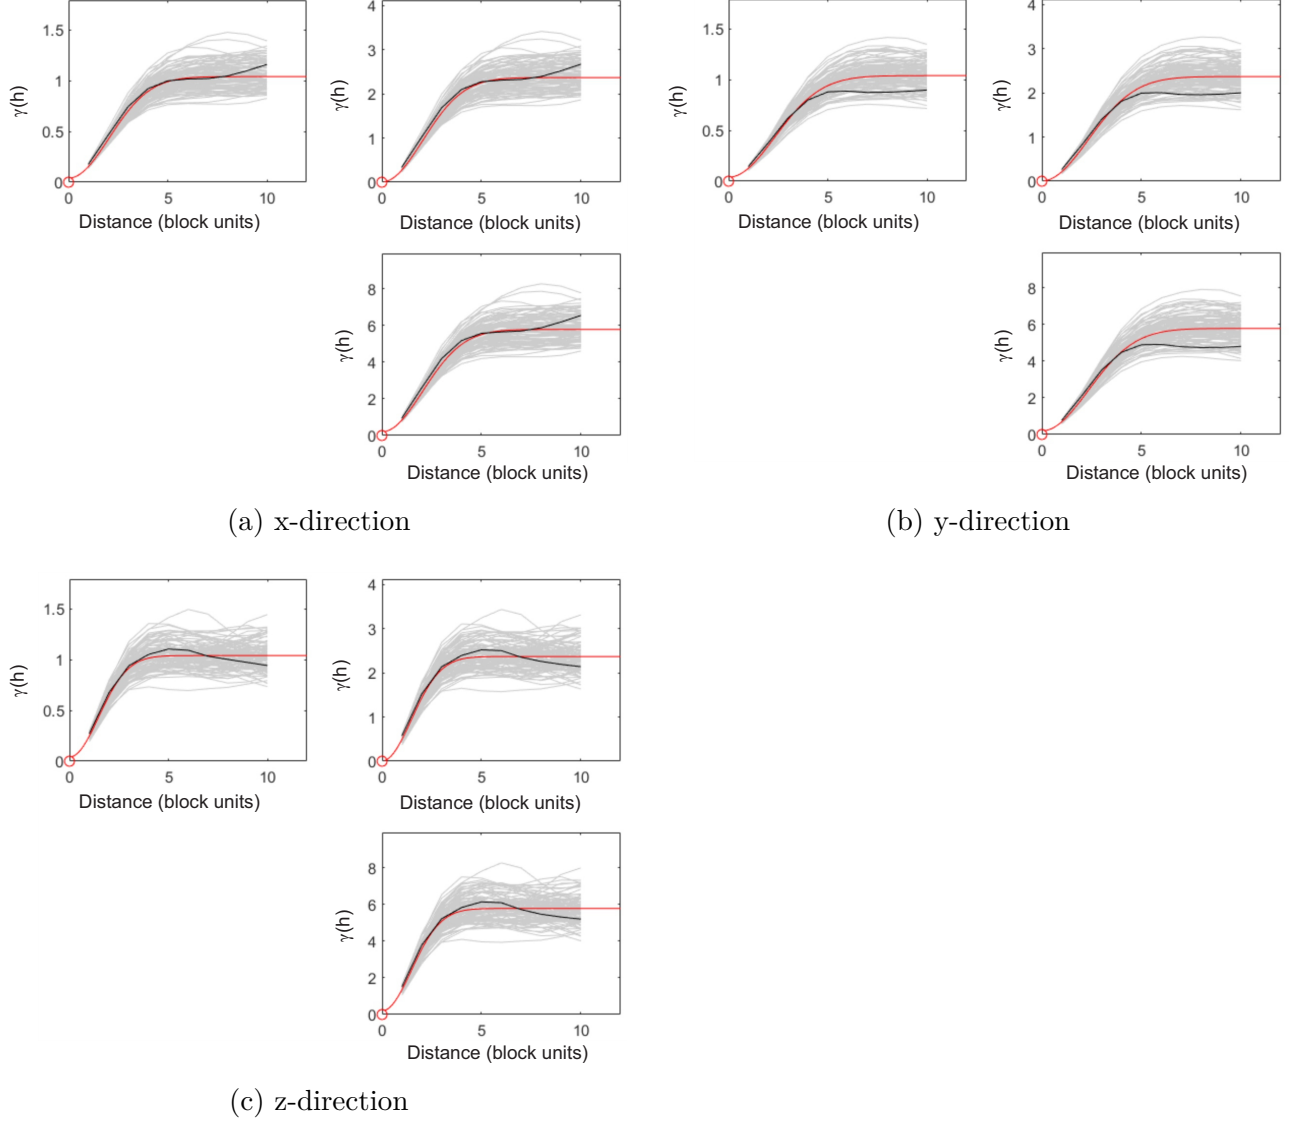 1.5
1
0.5
0
γ(h)
0 5 10
Distance (block units)
4
3
2
1
0
γ(h)
0 5 10
Distance (block units)
8
6
4
2
0
γ(h)
0 5 10
Distance (block units)
(a) x-direction
1.5
1
0.5
0
γ(h)
0 5 10
Distance (block units)
4
3
2
1
0
γ(h)
0 5 10
Distance (block units)
8
6
4
2
0
γ(h)
0 5 10
Distance (block units)
(b) y-direction
1.5
1
0.5
0
γ(h)
0 5 10
Distance (block units)
4
3
2
1
0
γ(h)
0 5 10
Distance (block units)
8
6
4
2
0
γ(h)
0 5 10
Distance (block units)
(c) z-direction